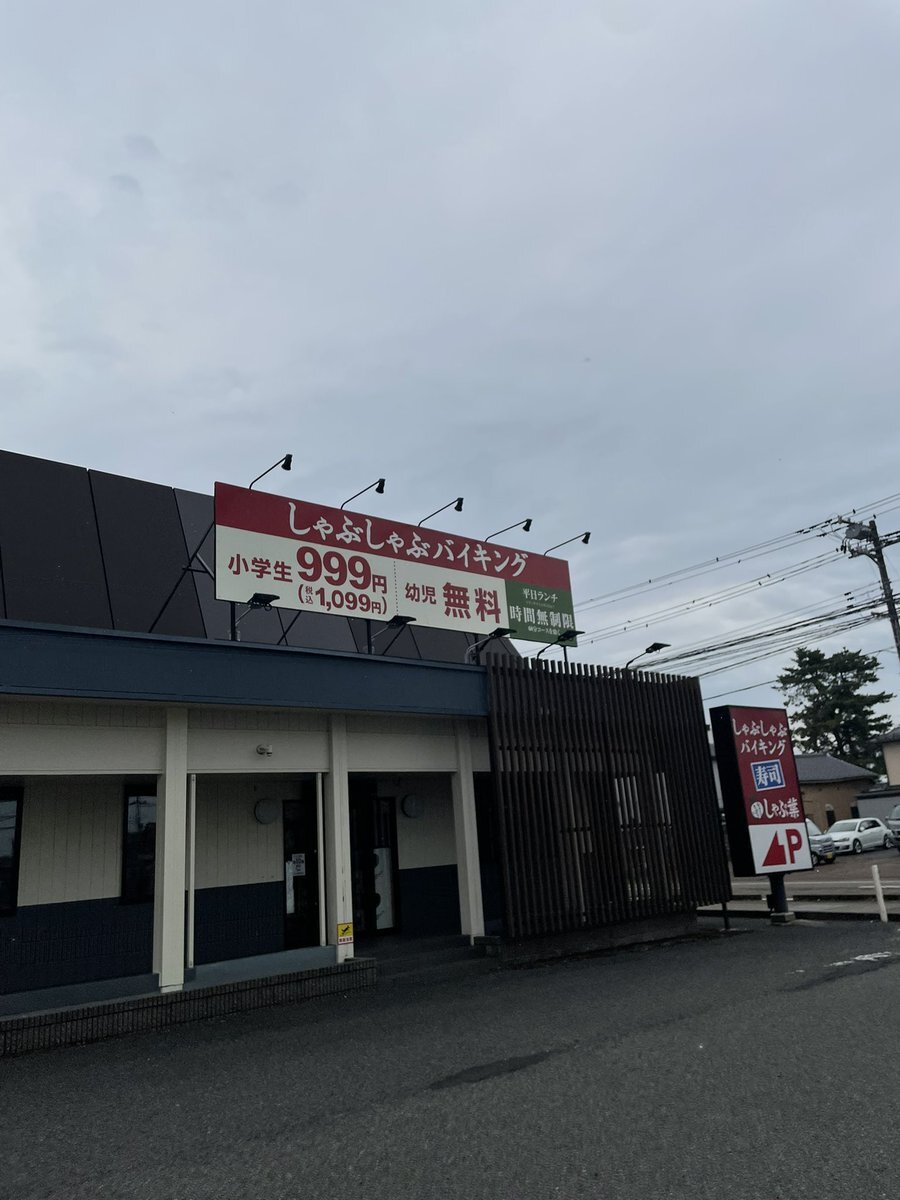 しゃぶしゃぶバイキング
小学生 999円
(税込 1,099円)
幼児 無料
平日ランチ
時間無制限
しゃぶしゃぶ
バイキング
寿司
しゃぶ葉
P